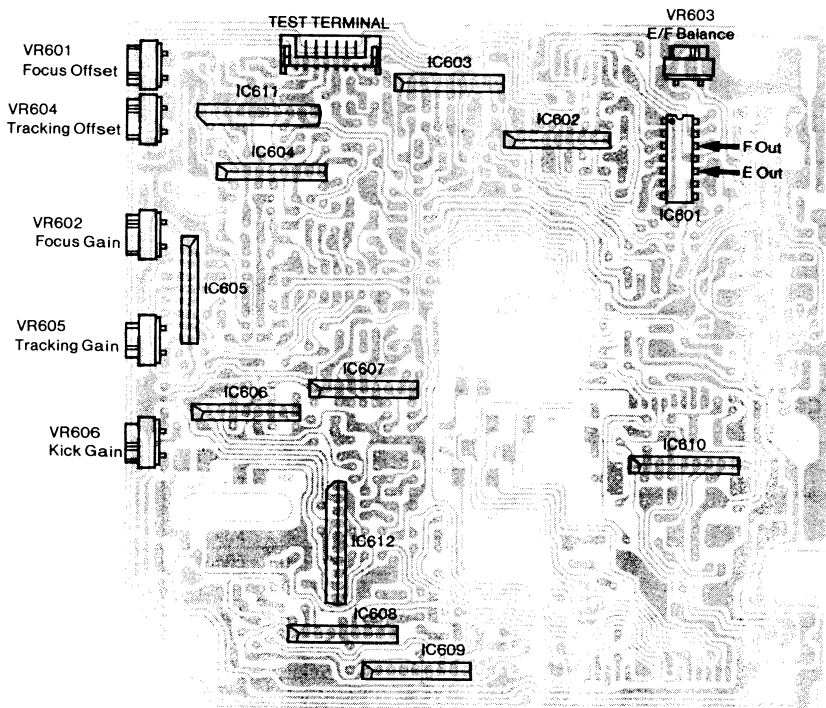 TEST TERMINAL
VR603
E/F Balance
VR601
Focus Offset
IC603
VR604
Tracking Offset
IC611
IC602
F Out
IC604
E Out
IC601
VR602
Focus Gain
IC605
VR605
Tracking Gain
IC607
IC606
VR606
Kick Gain
IC610
IC612
IC608
IC609